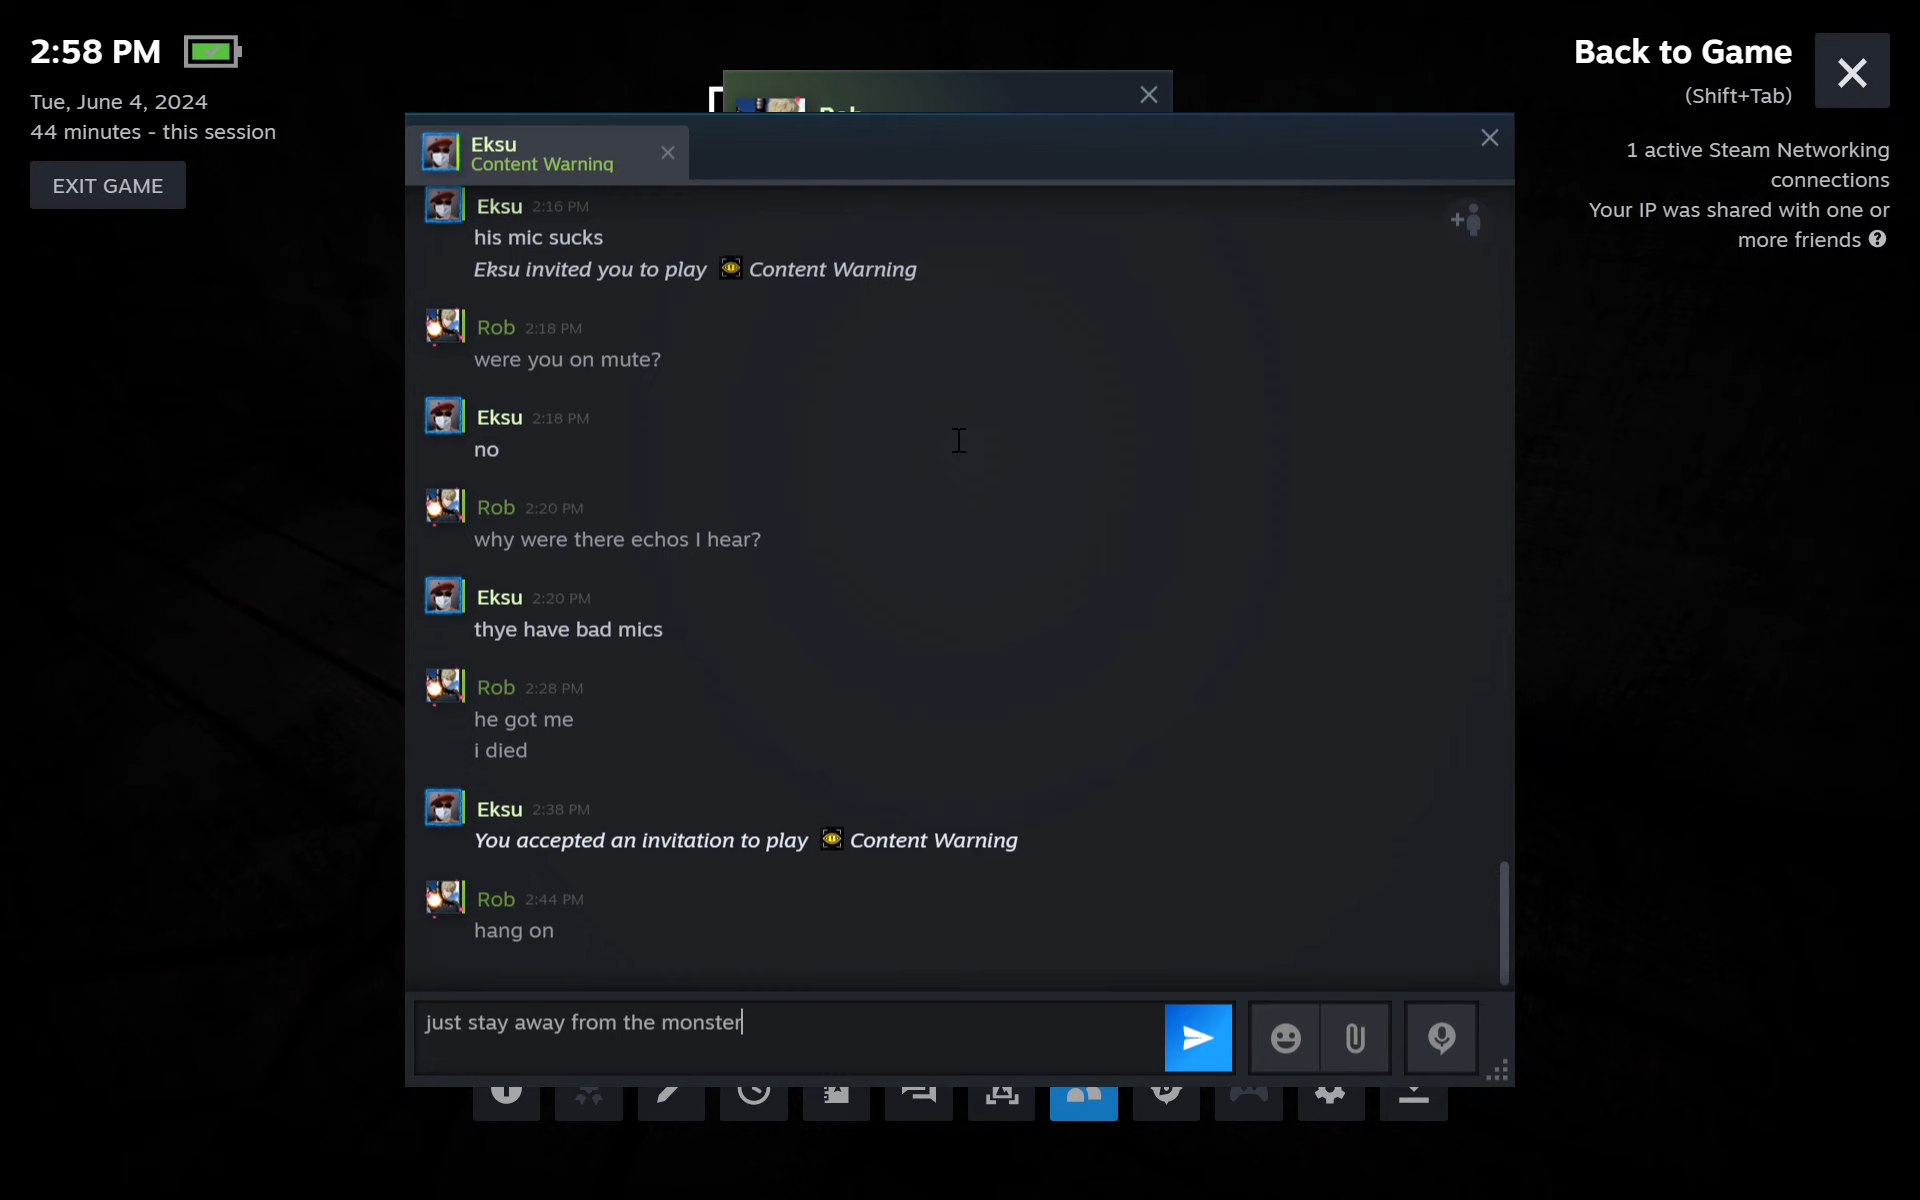 2:58 PM
Tue, June 4, 2024
44 minutes - this session
EXIT GAME
Back to Game
(Shift+Tab)
1 active Steam Networking
connections
Your IP was shared with one or
more friends
Rob
Eksu
Content Warning
Eksu 2:16 PM
his mic sucks
Eksu invited you to play Content Warning
Rob 2:18 PM
were you on mute?
Eksu 2:18 PM
no
Rob 2:20 PM
why were there echos I hear?
Eksu 2:20 PM
thye have bad mics
Rob 2:28 PM
he got me
i died
Eksu 2:38 PM
You accepted an invitation to play Content Warning
Rob 2:44 PM
hang on
just stay away from the monster